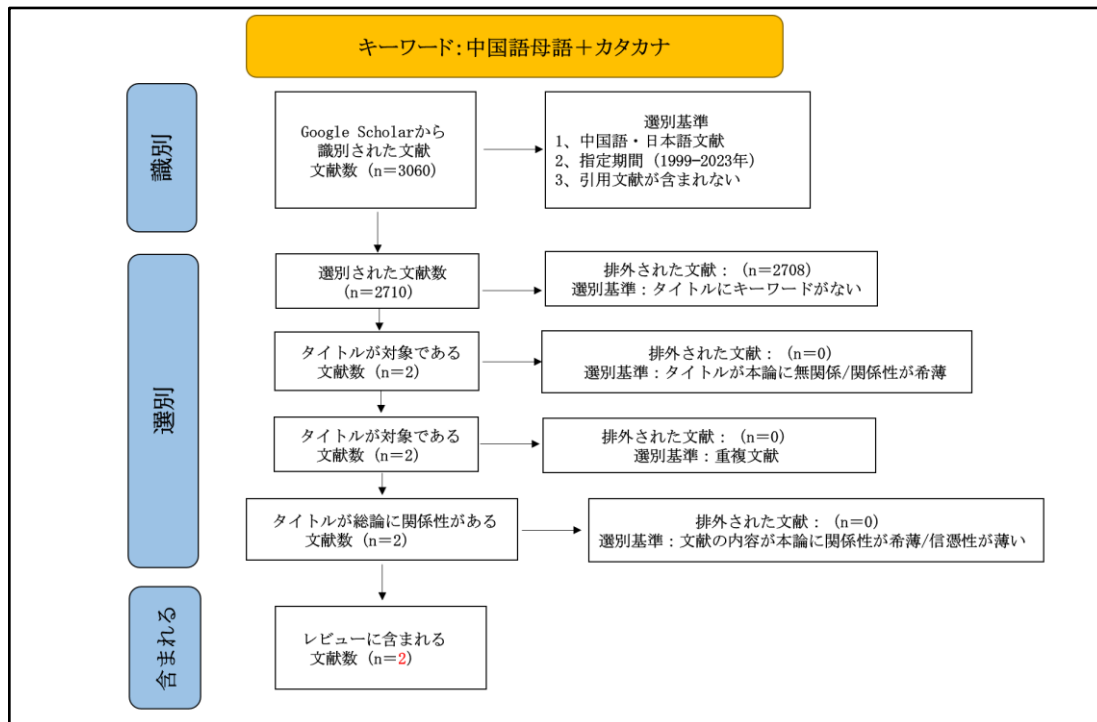 キーワード:中国語母語＋カタカナ
識別
Google Scholarから
識別された文献
文献数（n＝3060）
選別基準
1、中国語・日本語文献
2、指定期間（1999−2023年）
3、引用文献が含まれない
選別
選別された文献数
（n＝2710）
排外された文献：（n＝2708）
選別基準：タイトルにキーワードがない
タイトルが対象である
文献数（n＝2）
排外された文献：（n＝0）
選別基準：タイトルが本論に無関係/関係性が希薄
タイトルが対象である
文献数（n＝2）
排外された文献：（n＝0）
選別基準：重複文献
タイトルが総論に関係性がある
文献数（n＝2）
排外された文献：（n＝0）
選別基準：文献の内容が本論に関係性が希薄/信憑性が薄い
含まれる
レビューに含まれる
文献数（n＝2）